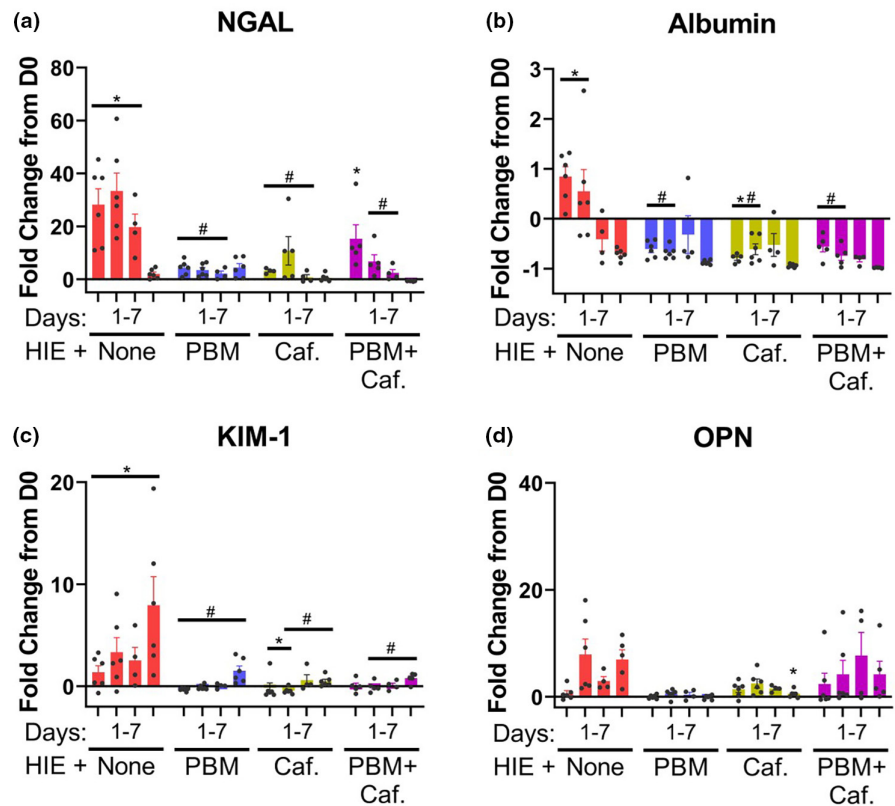 (a) NGAL
Fold Change from D0
80
60
40
20
0
*
#
#
*
#
Days: 1-7 1-7 1-7 1-7
HIE + None PBM Caf. PBM+
Caf.
(b) Albumin
Fold Change from D0
3
2
1
0
-1
*
#
*#
#
Days: 1-7 1-7 1-7 1-7
HIE + None PBM Caf. PBM+
Caf.
(c) KIM-1
Fold Change from D0
20
10
0
*
#
*
#
#
Days: 1-7 1-7 1-7 1-7
HIE + None PBM Caf. PBM+
Caf.
(d) OPN
Fold Change from D0
40
20
0
*
Days: 1-7 1-7 1-7 1-7
HIE + None PBM Caf. PBM+
Caf.